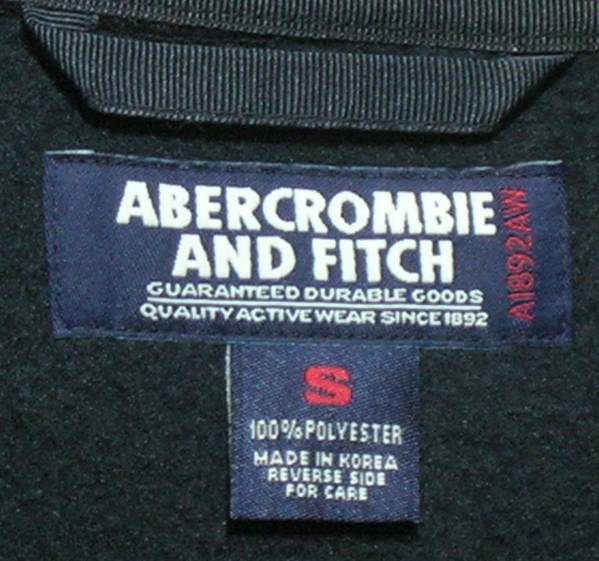 ABERCROMBIE
AND FITCH
GUARANTEED DURABLE GOODS
QUALITY ACTIVE WEAR SINCE 1892
A1892AW
S
100% POLYESTER
MADE IN KOREA
REVERSE SIDE
FOR CARE